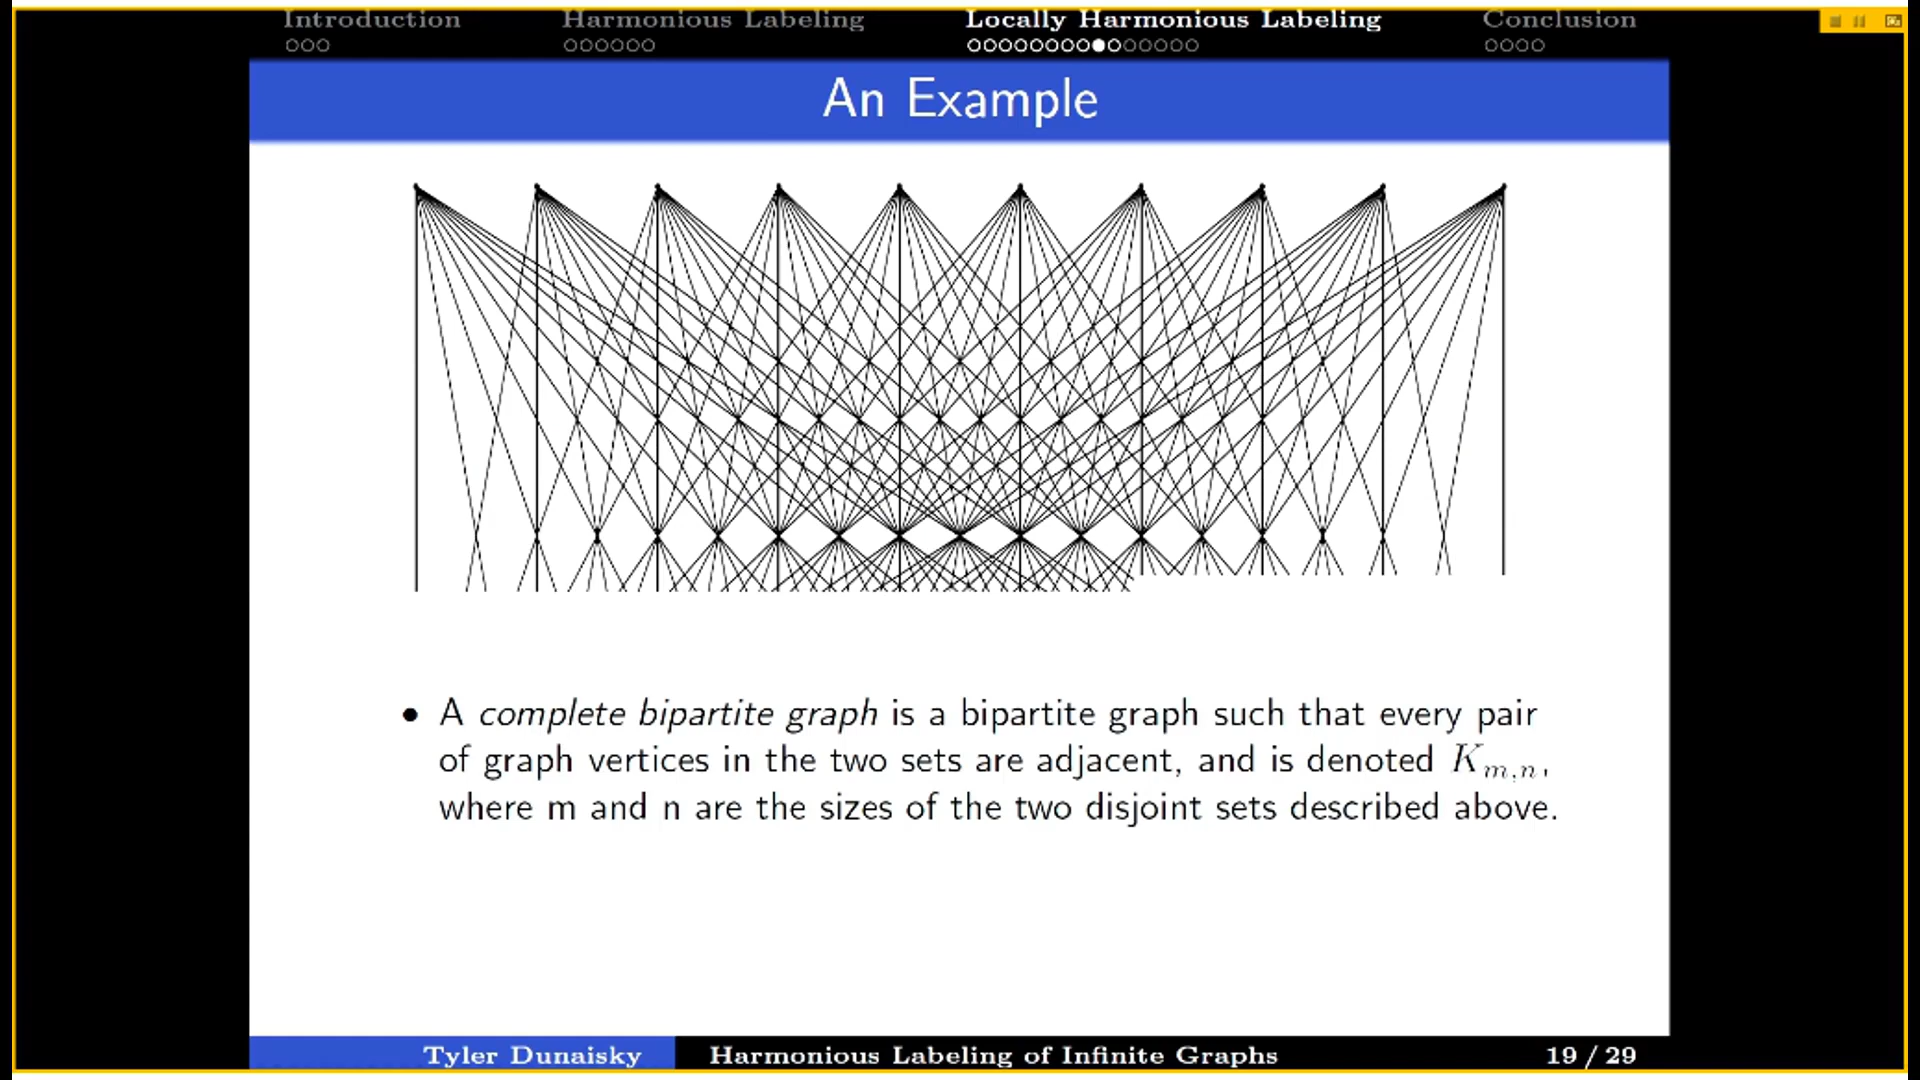 Introduction Harmonious Labeling Locally Harmonious Labeling Conclusion
An Example
• A complete bipartite graph is a bipartite graph such that every pair
of graph vertices in the two sets are adjacent, and is denoted K_{m,n},
where m and n are the sizes of the two disjoint sets described above.
Tyler Dunaisky Harmonious Labeling of Infinite Graphs 19 / 29